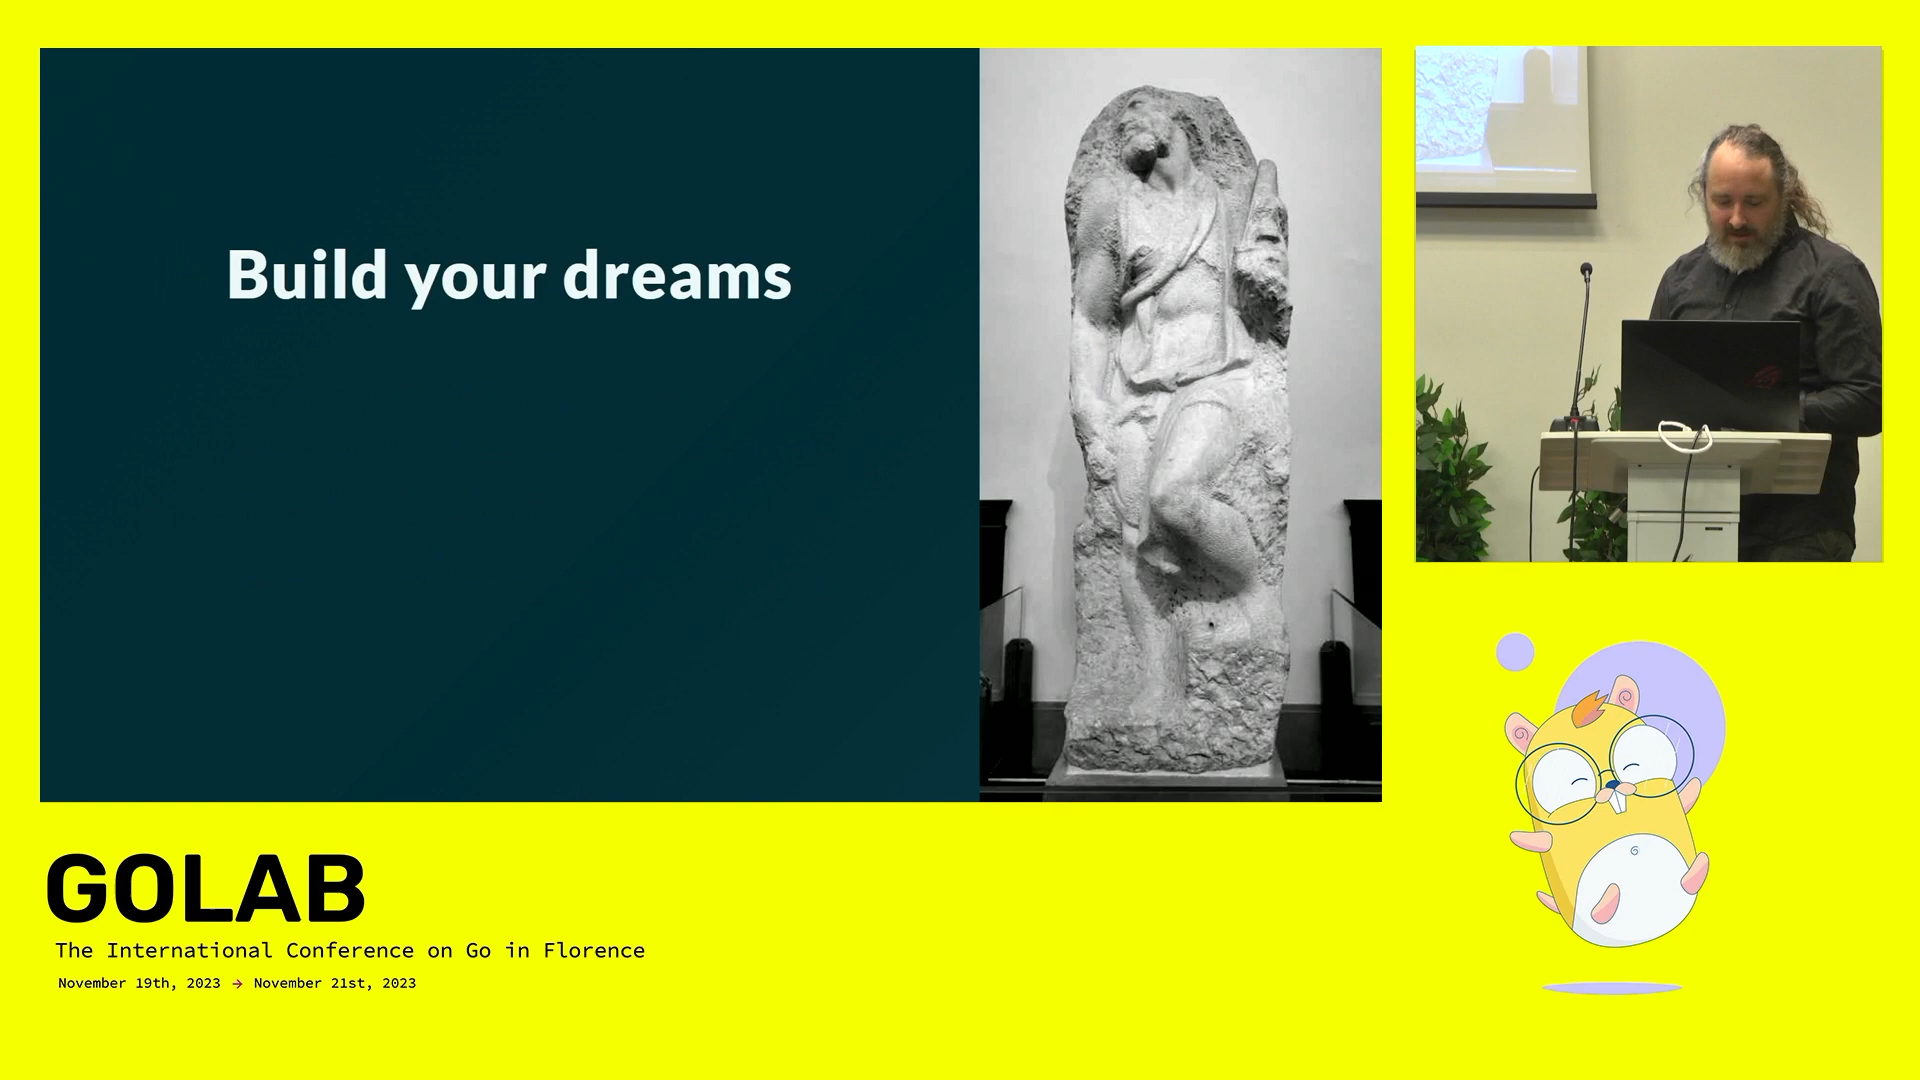 Build your dreams
GOLAB
The International Conference on Go in Florence
November 19th, 2023 → November 21st, 2023